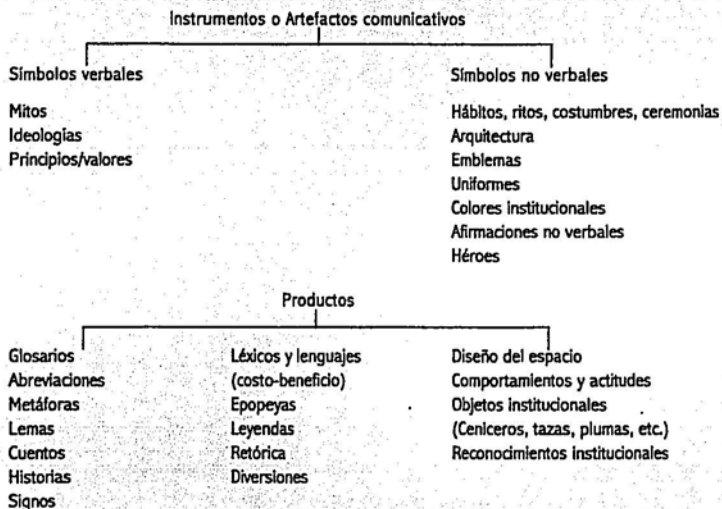 Instrumentos o Artefactos comunicativos
Símbolos verbales
Mitos
Ideologías
Principios/valores
Símbolos no verbales
Hábitos, ritos, costumbres, ceremonias
Arquitectura
Emblemas
Uniformes
Colores institucionales
Afirmaciones no verbales
Héroes
Productos
Glosarios
Abreviaciones
Metáforas
Lemas
Cuentos
Historias
Signos
Léxicos y lenguajes
(costo-beneficio)
Epopeyas
Leyendas
Retórica
Diversiones
Diseño del espacio
Comportamientos y actitudes
Objetos institucionales
(Ceniceros, tazas, plumas, etc.)
Reconocimientos institucionales